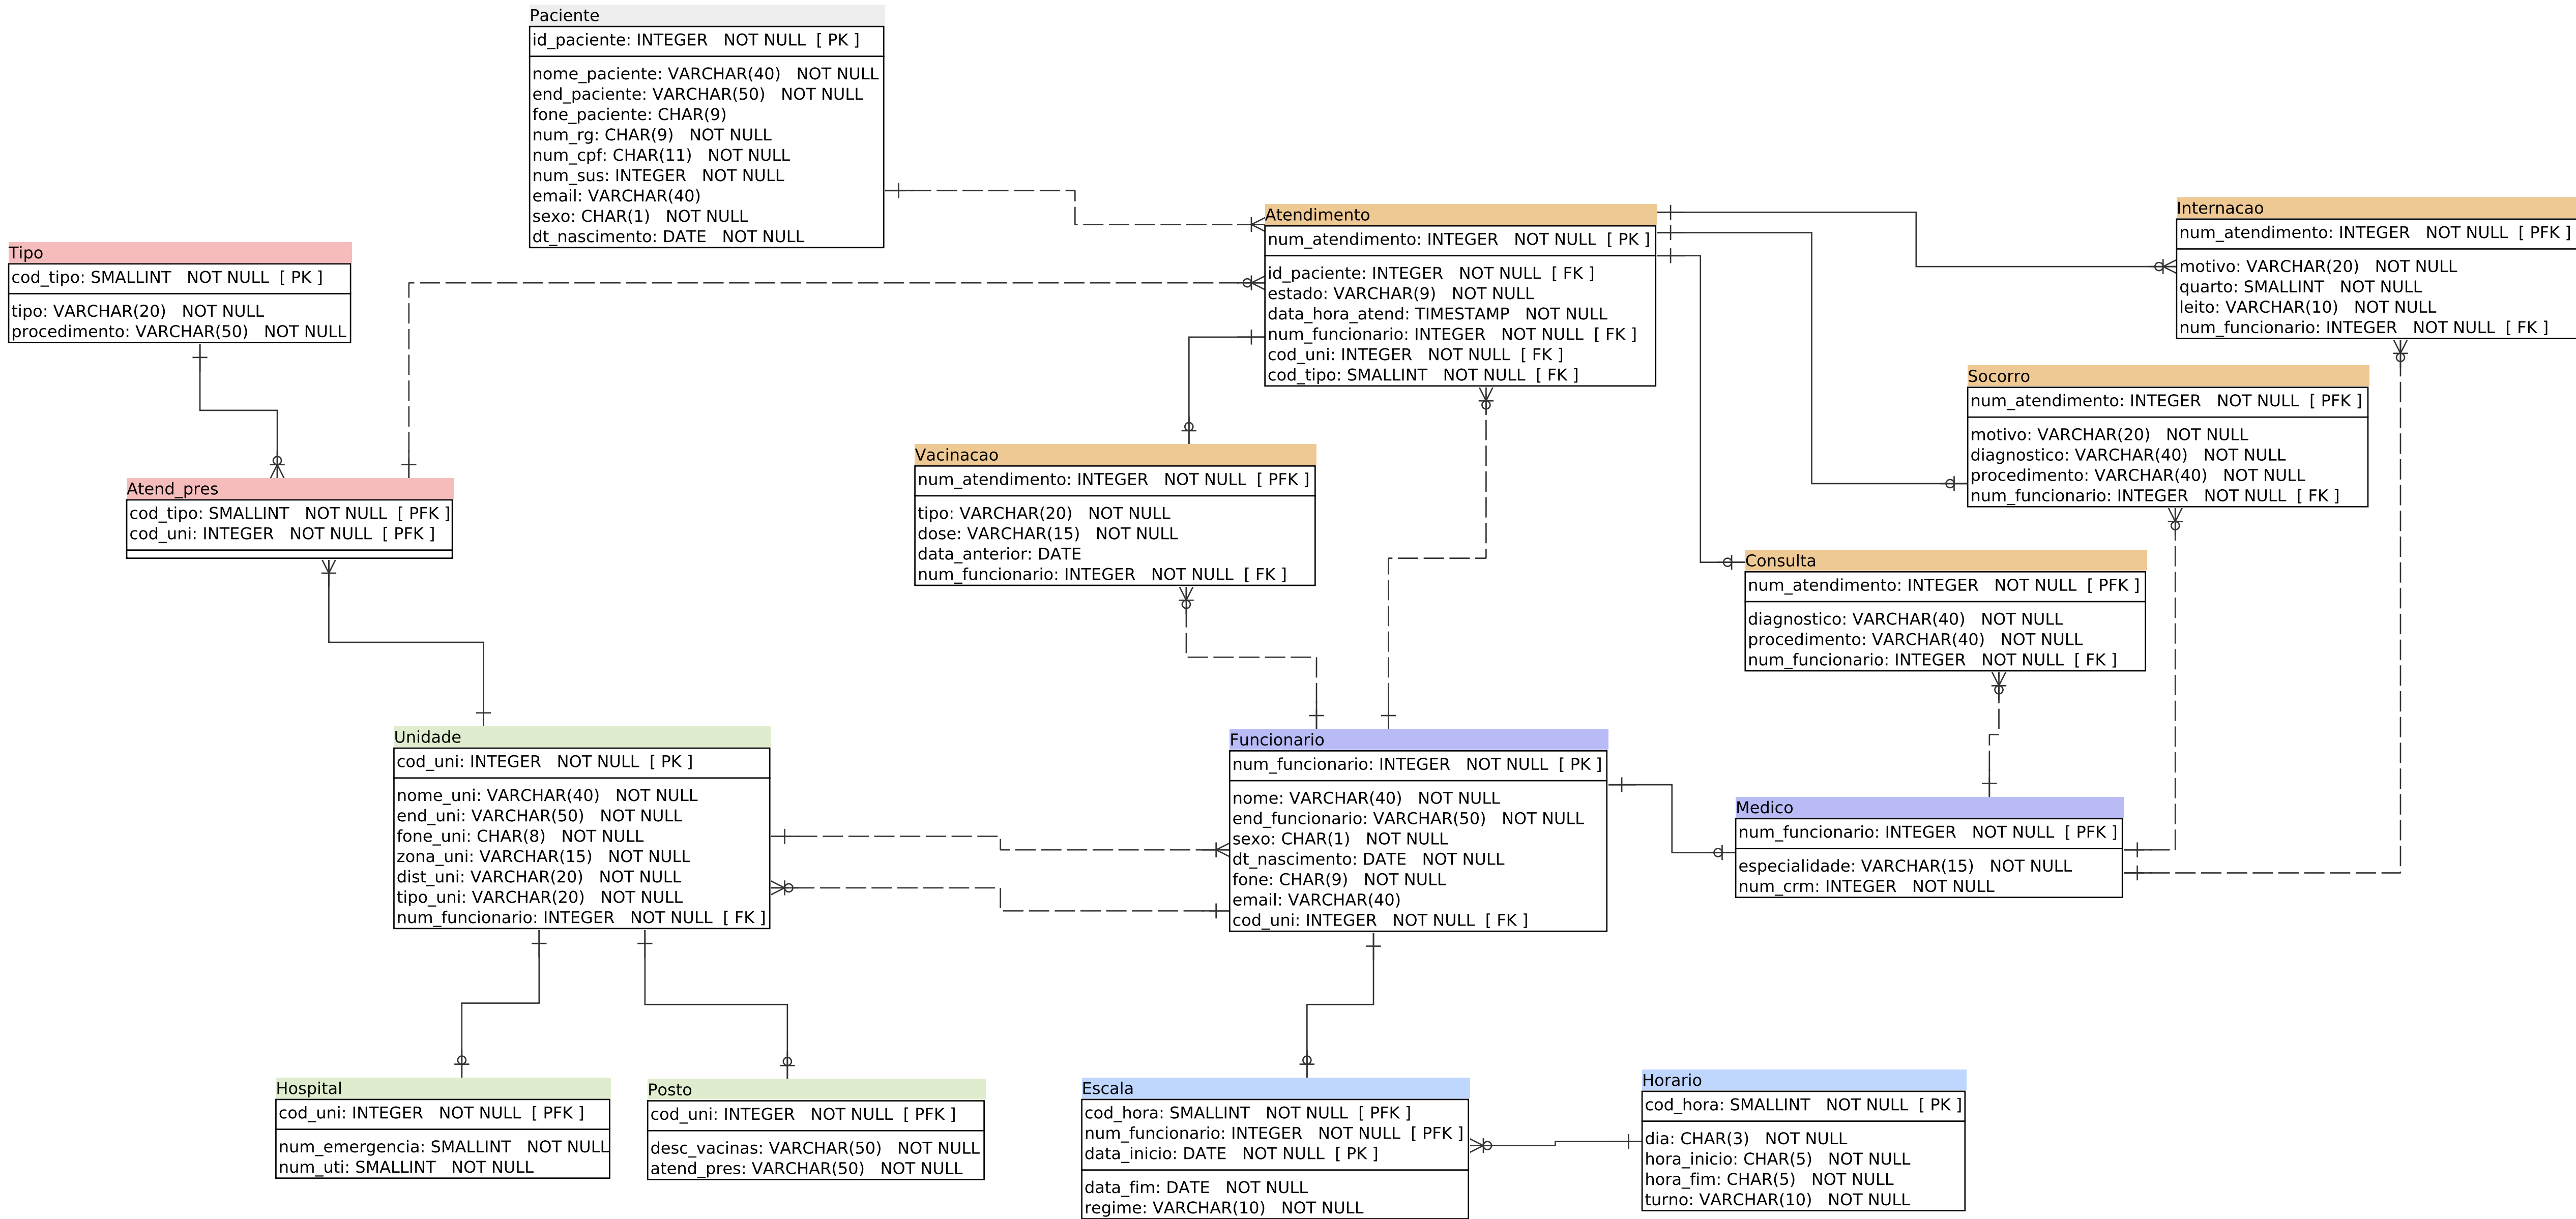 Paciente
id_paciente: INTEGER NOT NULL [ PK ]
nome_paciente: VARCHAR(40) NOT NULL
end_paciente: VARCHAR(50) NOT NULL
fone_paciente: CHAR(9)
num_rg: CHAR(9) NOT NULL
num_cpf: CHAR(11) NOT NULL
num_sus: INTEGER NOT NULL
email: VARCHAR(40)
sexo: CHAR(1) NOT NULL
dt_nascimento: DATE NOT NULL
Tipo
cod_tipo: SMALLINT NOT NULL [ PK ]
tipo: VARCHAR(20) NOT NULL
procedimento: VARCHAR(50) NOT NULL
Atendimento
num_atendimento: INTEGER NOT NULL [ PK ]
id_paciente: INTEGER NOT NULL [ FK ]
estado: VARCHAR(9) NOT NULL
data_hora_atend: TIMESTAMP NOT NULL
num_funcionario: INTEGER NOT NULL [ FK ]
cod_uni: INTEGER NOT NULL [ FK ]
cod_tipo: SMALLINT NOT NULL [ FK ]
Internacao
num_atendimento: INTEGER NOT NULL [ PFK ]
motivo: VARCHAR(20) NOT NULL
quarto: SMALLINT NOT NULL
leito: VARCHAR(10) NOT NULL
num_funcionario: INTEGER NOT NULL [ FK ]
Socorro
num_atendimento: INTEGER NOT NULL [ PFK ]
motivo: VARCHAR(20) NOT NULL
diagnostico: VARCHAR(40) NOT NULL
procedimento: VARCHAR(40) NOT NULL
num_funcionario: INTEGER NOT NULL [ FK ]
Atend_pres
cod_tipo: SMALLINT NOT NULL [ PFK ]
cod_uni: INTEGER NOT NULL [ PFK ]
Vacinacao
num_atendimento: INTEGER NOT NULL [ PFK ]
tipo: VARCHAR(20) NOT NULL
dose: VARCHAR(15) NOT NULL
data_anterior: DATE
num_funcionario: INTEGER NOT NULL [ FK ]
Consulta
num_atendimento: INTEGER NOT NULL [ PFK ]
diagnostico: VARCHAR(40) NOT NULL
procedimento: VARCHAR(40) NOT NULL
num_funcionario: INTEGER NOT NULL [ FK ]
Unidade
cod_uni: INTEGER NOT NULL [ PK ]
nome_uni: VARCHAR(40) NOT NULL
end_uni: VARCHAR(50) NOT NULL
fone_uni: CHAR(8) NOT NULL
zona_uni: VARCHAR(15) NOT NULL
dist_uni: VARCHAR(20) NOT NULL
tipo_uni: VARCHAR(20) NOT NULL
num_funcionario: INTEGER NOT NULL [ FK ]
Funcionario
num_funcionario: INTEGER NOT NULL [ PK ]
nome: VARCHAR(40) NOT NULL
end_funcionario: VARCHAR(50) NOT NULL
sexo: CHAR(1) NOT NULL
dt_nascimento: DATE NOT NULL
fone: CHAR(9) NOT NULL
email: VARCHAR(40)
cod_uni: INTEGER NOT NULL [ FK ]
Medico
num_funcionario: INTEGER NOT NULL [ PFK ]
especialidade: VARCHAR(15) NOT NULL
num_crm: INTEGER NOT NULL
Hospital
cod_uni: INTEGER NOT NULL [ PFK ]
num_emergencia: SMALLINT NOT NULL
num_uti: SMALLINT NOT NULL
Posto
cod_uni: INTEGER NOT NULL [ PFK ]
desc_vacinas: VARCHAR(50) NOT NULL
atend_pres: VARCHAR(50) NOT NULL
Escala
cod_hora: SMALLINT NOT NULL [ PFK ]
num_funcionario: INTEGER NOT NULL [ PFK ]
data_inicio: DATE NOT NULL [ PK ]
data_fim: DATE NOT NULL
regime: VARCHAR(10) NOT NULL
Horario
cod_hora: SMALLINT NOT NULL [ PK ]
dia: CHAR(3) NOT NULL
hora_inicio: CHAR(5) NOT NULL
hora_fim: CHAR(5) NOT NULL
turno: VARCHAR(10) NOT NULL